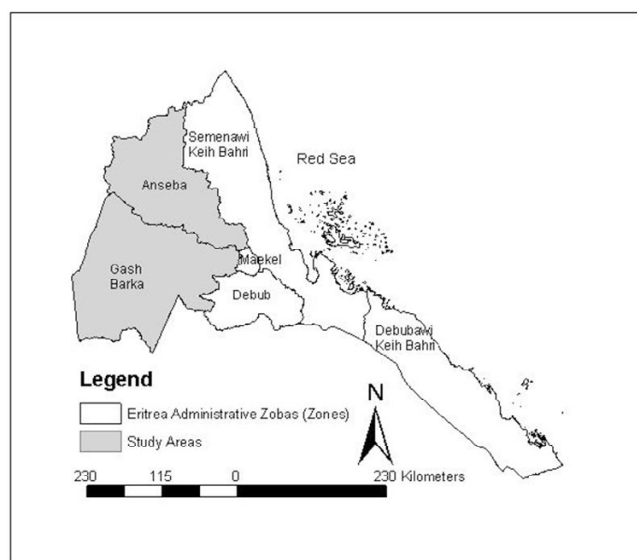 Semenawi
Keih Bahri
Red Sea
Anseba
Maekel
Gash
Barka
Debub
Debubawi
Keih Bahri
Legend
Eritrea Administrative Zobas (Zones)
Study Areas
N
230 115 0 230 Kilometers